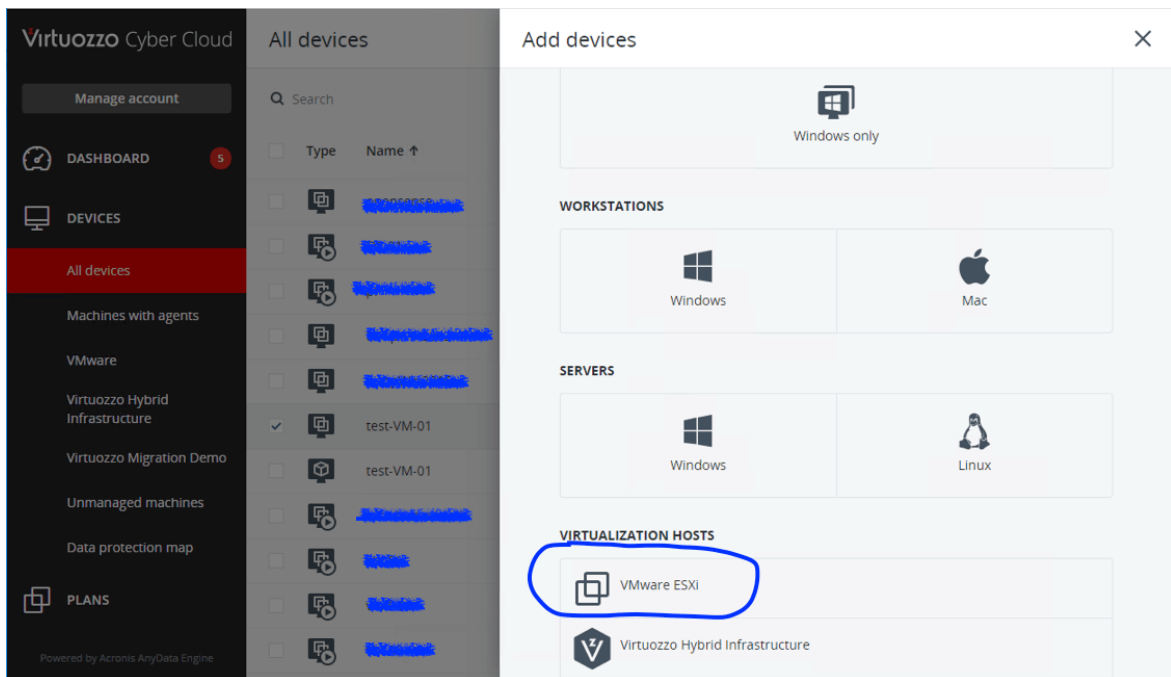 Virtuozzo Cyber Cloud
Manage account
DASHBOARD 5
DEVICES
All devices
Machines with agents
VMware
Virtuozzo Hybrid
Infrastructure
Virtuozzo Migration Demo
Unmanaged machines
Data protection map
PLANS
Powered by Acronis AnyData Engine
All devices
Search
Type Name ↑
test-VM-01
test-VM-01
Add devices
Windows only
WORKSTATIONS
Windows Mac
SERVERS
Windows Linux
VIRTUALIZATION HOSTS
VMware ESXi
Virtuozzo Hybrid Infrastructure